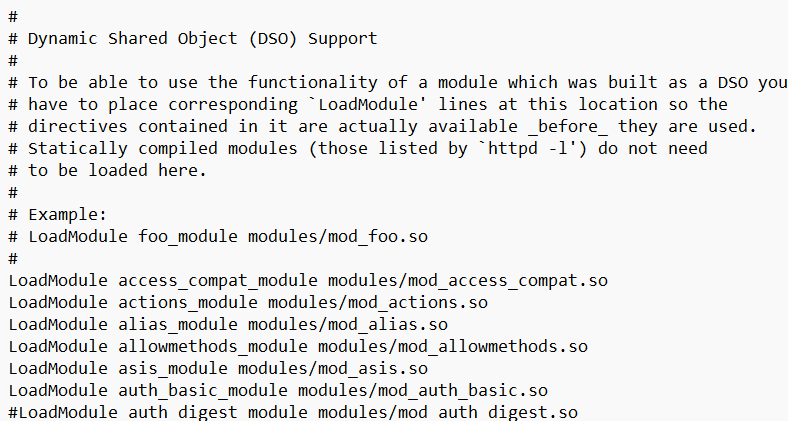 #
# Dynamic Shared Object (DSO) Support
#
# To be able to use the functionality of a module which was built as a DSO you
# have to place corresponding `LoadModule' lines at this location so the
# directives contained in it are actually available _before_ they are used.
# Statically compiled modules (those listed by `httpd -l') do not need
# to be loaded here.
#
# Example:
# LoadModule foo_module modules/mod_foo.so
#
LoadModule access_compat_module modules/mod_access_compat.so
LoadModule actions_module modules/mod_actions.so
LoadModule alias_module modules/mod_alias.so
LoadModule allowmethods_module modules/mod_allowmethods.so
LoadModule asis_module modules/mod_asis.so
LoadModule auth_basic_module modules/mod_auth_basic.so
#LoadModule auth_digest_module modules/mod_auth_digest.so